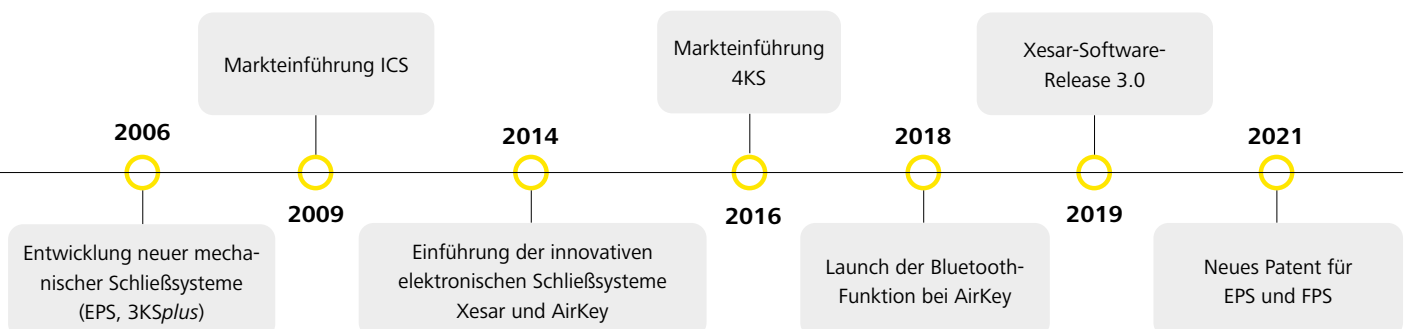 2006
Entwicklung neuer mecha-
nischer Schließsysteme
(EPS, 3KSplus)
Markteinführung ICS
2009
2014
Einführung der innovativen
elektronischen Schließsysteme
Xesar und AirKey
Markteinführung
4KS
2016
2018
Launch der Bluetooth-
Funktion bei AirKey
Xesar-Software-
Release 3.0
2019
2021
Neues Patent für
EPS und FPS